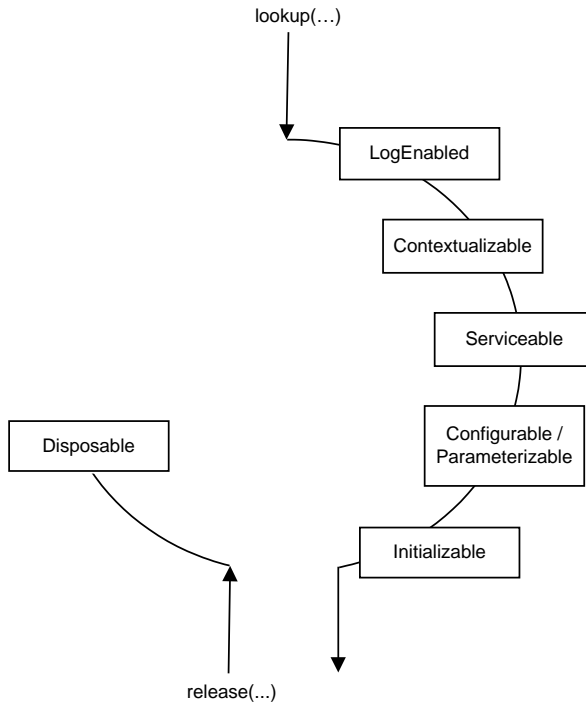 lookup(…)
LogEnabled
Contextualizable
Serviceable
Configurable /
Parameterizable
Disposable
Initializable
release(...)